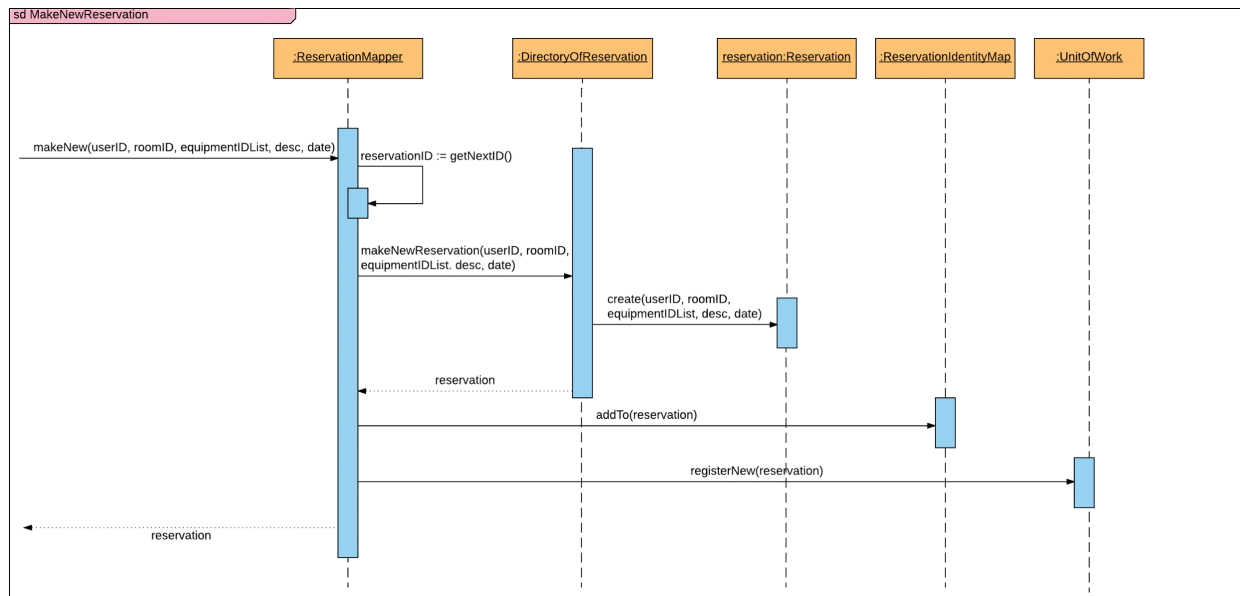 sd MakeNewReservation
:ReservationMapper
:DirectoryOfReservation
reservation:Reservation
:ReservationIdentityMap
:UnitOfWork
makeNew(userID, roomID, equipmentIDList, desc, date)
reservationID := getNextID()
makeNewReservation(userID, roomID,
equipmentIDList. desc, date)
create(userID, roomID,
equipmentIDList, desc, date)
reservation
addTo(reservation)
registerNew(reservation)
reservation